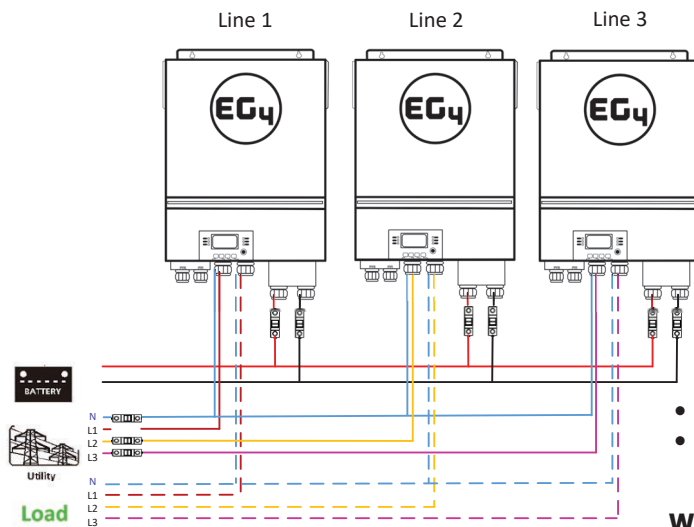 Line 1 Line 2 Line 3
EG4 EG4 EG4
BATTERY
N
L1
L2
L3
Utility
N
L1
L2
L3
Load
•
•
w